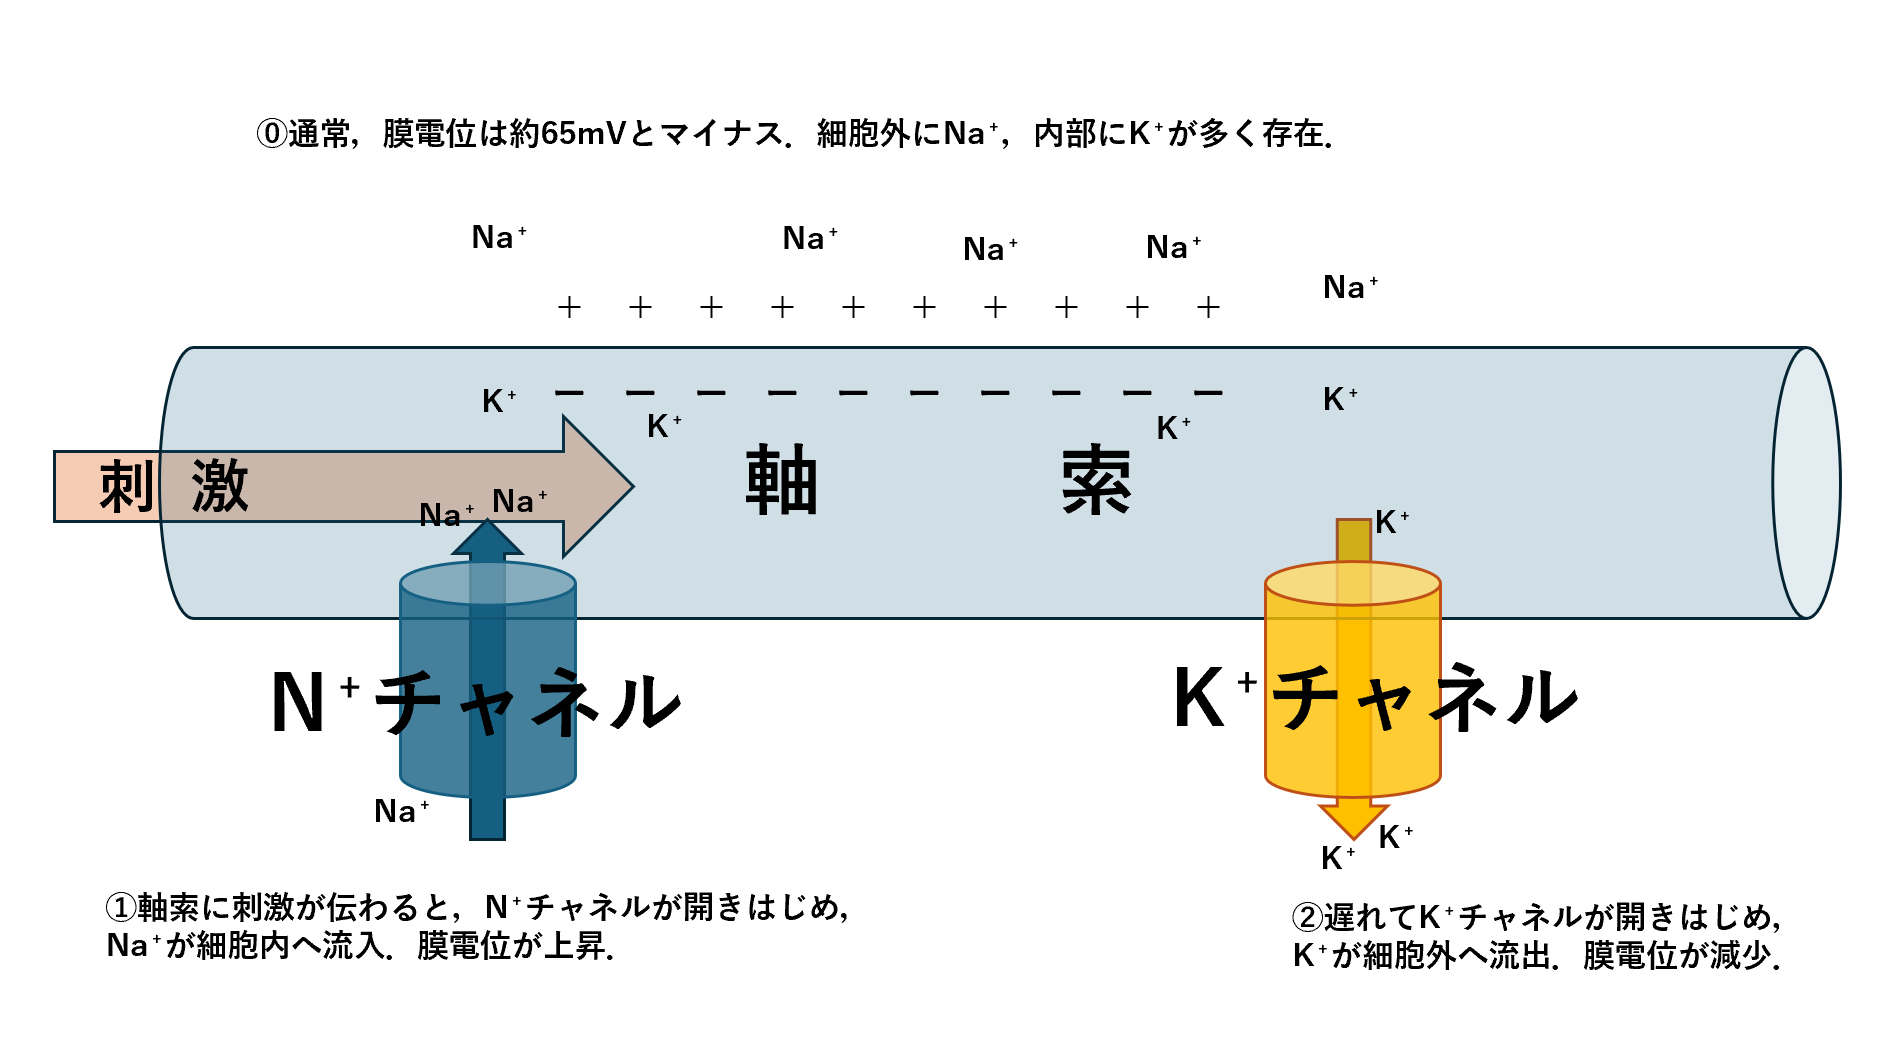 ⓪通常，膜電位は約65mVとマイナス．細胞外にNa⁺，内部にK⁺が多く存在．
Na⁺ Na⁺ Na⁺ Na⁺ Na⁺
＋ ＋ ＋ ＋ ＋ ＋ ＋ ＋ ＋ ＋
K⁺ － － － － － － － － － － K⁺
K⁺ K⁺
刺激 軸索
Na⁺ Na⁺ K⁺
N⁺チャネル K⁺チャネル
Na⁺ K⁺
K⁺
①軸索に刺激が伝わると，N⁺チャネルが開きはじめ，
Na⁺が細胞内へ流入．膜電位が上昇．
②遅れてK⁺チャネルが開きはじめ，
K⁺が細胞外へ流出．膜電位が減少．